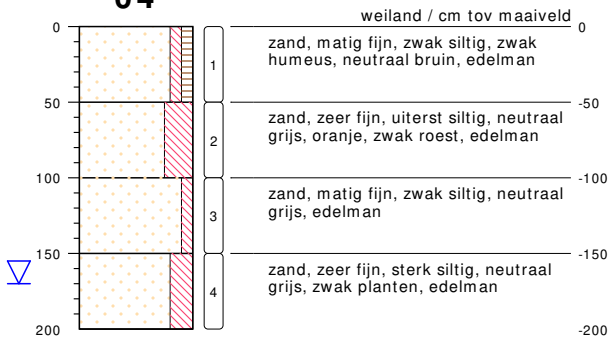 04
weiland / cm tov maaiveld
0
0
zand, matig fijn, zwak siltig, zwak
humeus, neutraal bruin, edelman
1
50
-50
zand, zeer fijn, uiterst siltig, neutraal
grijs, oranje, zwak roest, edelman
2
100
-100
zand, matig fijn, zwak siltig, neutraal
grijs, edelman
3
150
-150
zand, zeer fijn, sterk siltig, neutraal
grijs, zwak planten, edelman
4
200
-200